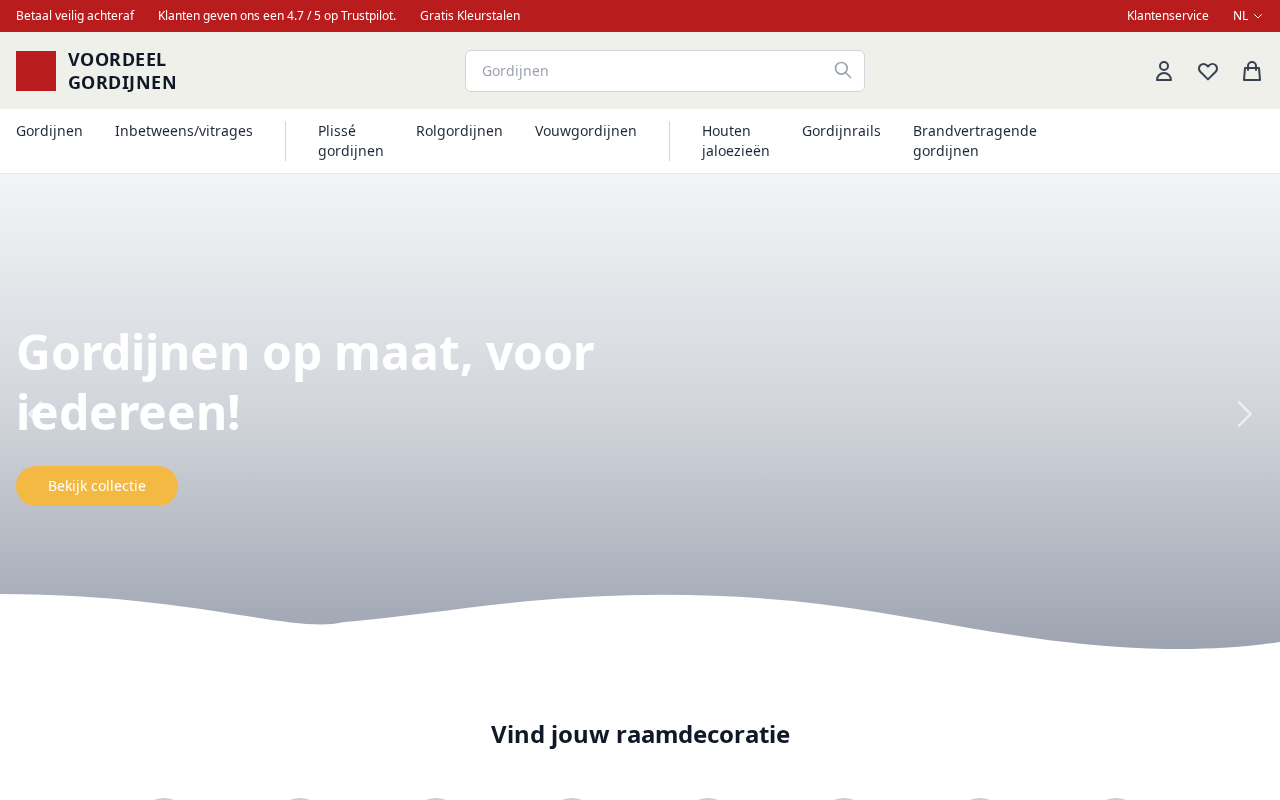 Betaal veilig achteraf
Klanten geven ons een 4.7 / 5 op Trustpilot.
Gratis Kleurstalen
Klantenservice
NL
VOORDEEL
GORDIJNEN
Gordijnen
Gordijnen
Inbetweens/vitrages
Plissé
gordijnen
Rolgordijnen
Vouwgordijnen
Houten
jaloezieën
Gordijnrails
Brandvertragende
gordijnen
Gordijnen op maat, voor
iedereen!
Bekijk collectie
Vind jouw raamdecoratie